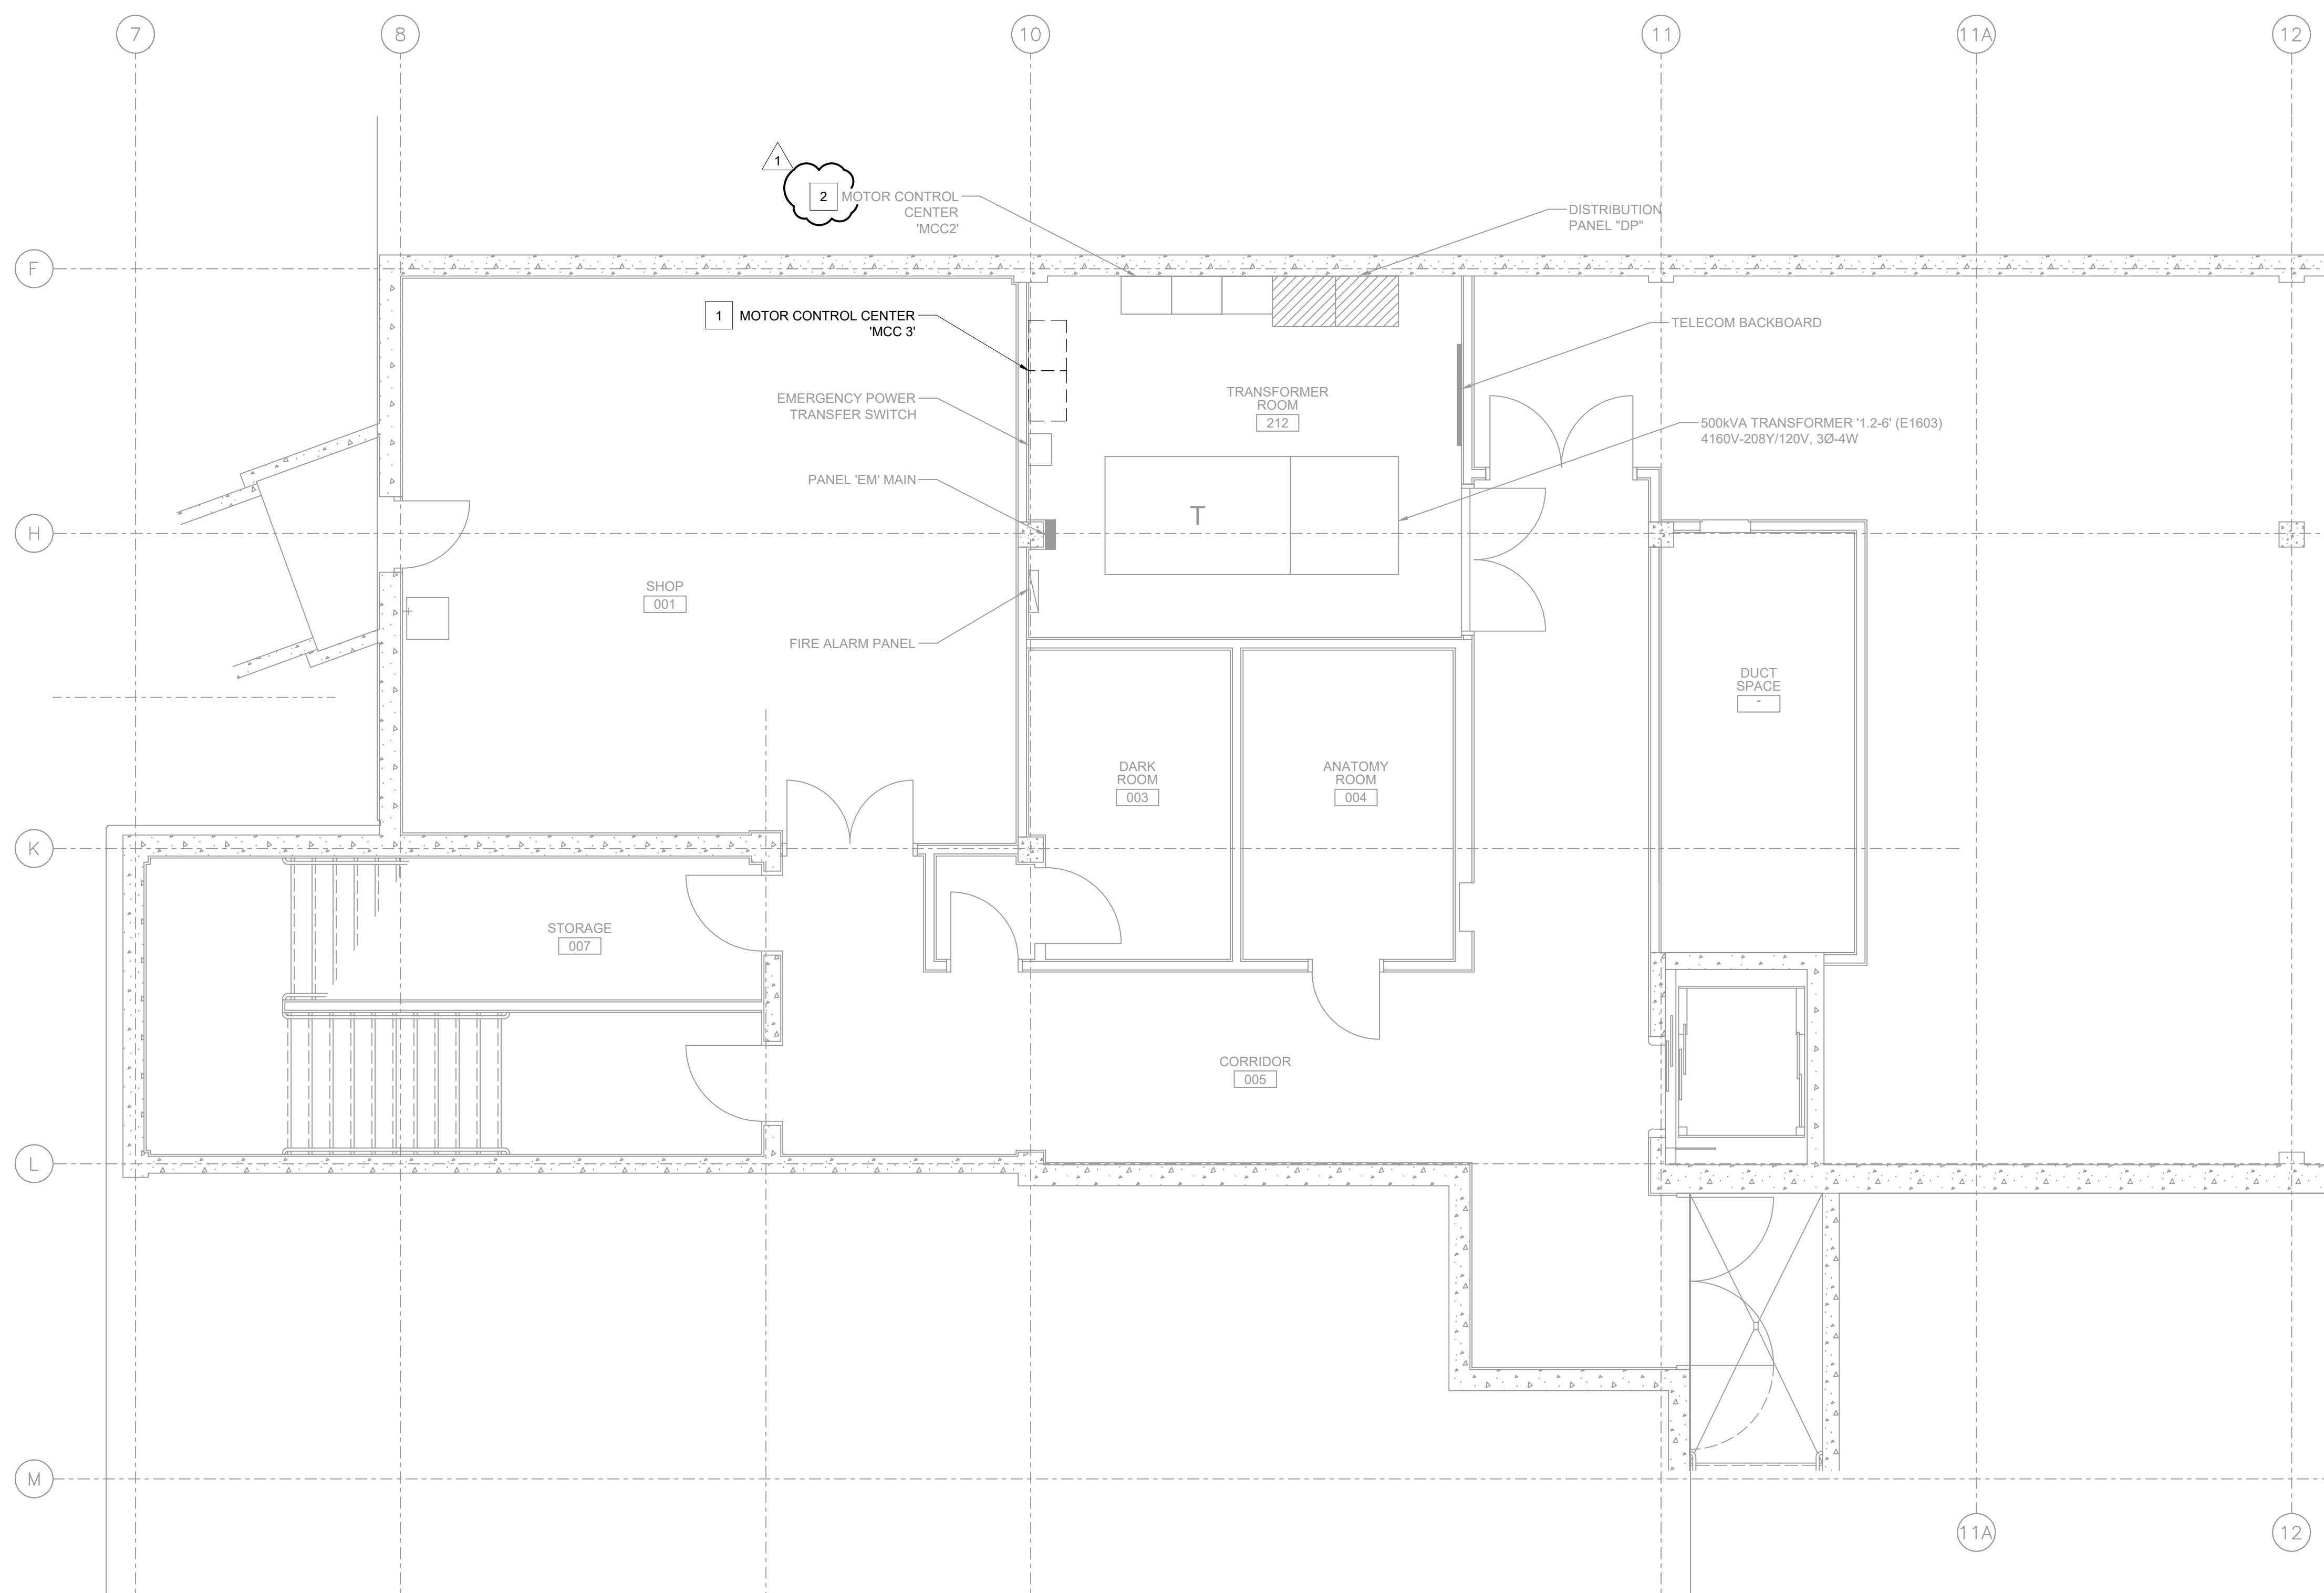 7
8
10
11
11A
12
1
2
MOTOR CONTROL
CENTER
'MCC2'
DISTRIBUTION
PANEL "DP"
F
1
MOTOR CONTROL CENTER
'MCC 3'
TELECOM BACKBOARD
EMERGENCY POWER
TRANSFER SWITCH
TRANSFORMER
ROOM
212
500kVA TRANSFORMER '1.2-6' (E1603)
4160V-208Y/120V, 3Ø-4W
PANEL 'EM' MAIN
T
H
SHOP
001
FIRE ALARM PANEL
DUCT
SPACE
-
DARK
ROOM
003
ANATOMY
ROOM
004
K
STORAGE
007
CORRIDOR
005
L
M
11A
12